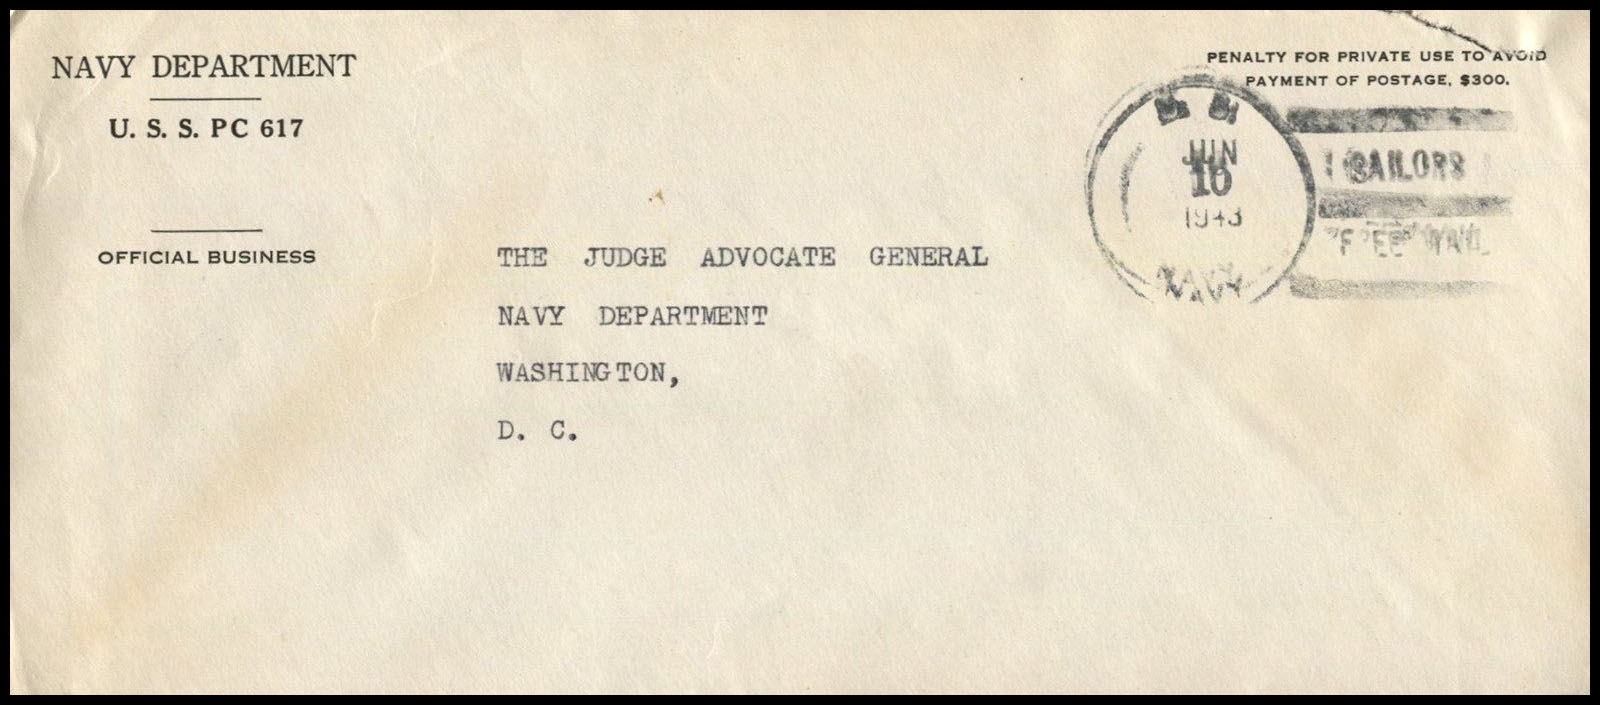 NAVY DEPARTMENT
U. S. S. PC 617
OFFICIAL BUSINESS
PENALTY FOR PRIVATE USE TO AVOID
PAYMENT OF POSTAGE, $300.
JUN
10
1943
NAVY
SAILORS
THE JUDGE ADVOCATE GENERAL
NAVY DEPARTMENT
WASHINGTON,
D. C.